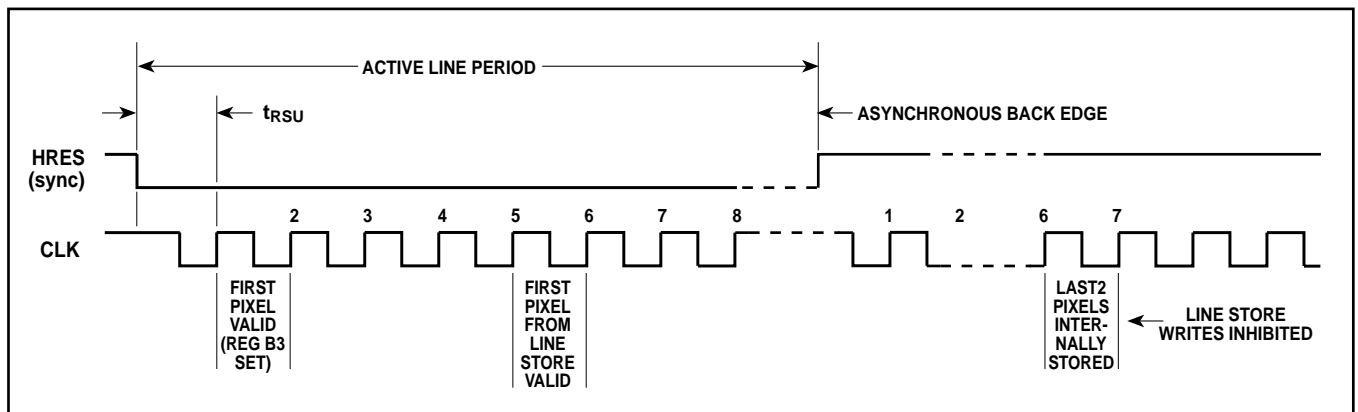 ACTIVE LINE PERIOD
tRSU
ASYNCHRONOUS BACK EDGE
HRES
(sync)
2 3 4 5 6 7 8 1 2 6 7
CLK
FIRST
PIXEL
VALID
(REG B3
SET)
FIRST
PIXEL
FROM
LINE
STORE
VALID
LAST2
PIXELS
INTER-
NALLY
STORED
LINE STORE
WRITES INHIBITED